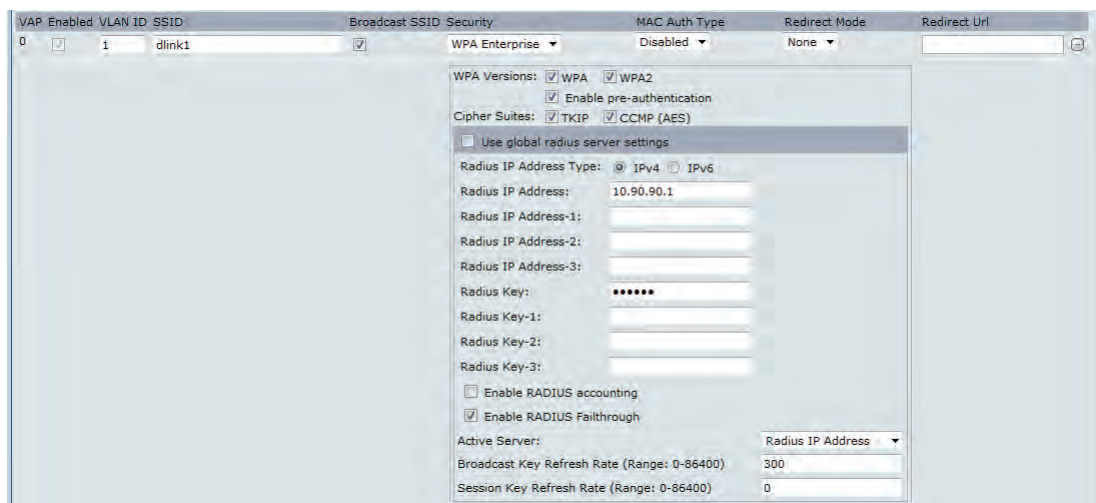 VAP Enabled VLAN ID SSID Broadcast SSID Security MAC Auth Type Redirect Mode Redirect Url
0 1 dlink1 WPA Enterprise Disabled None
WPA Versions: WPA WPA2
Enable pre-authentication
Cipher Suites: TKIP CCMP (AES)
Use global radius server settings
Radius IP Address Type: IPv4 IPv6
Radius IP Address: 10.90.90.1
Radius IP Address-1:
Radius IP Address-2:
Radius IP Address-3:
Radius Key: ••••••
Radius Key-1:
Radius Key-2:
Radius Key-3:
Enable RADIUS accounting
Enable RADIUS Failthrough
Active Server: Radius IP Address
Broadcast Key Refresh Rate (Range: 0-86400) 300
Session Key Refresh Rate (Range: 0-86400) 0